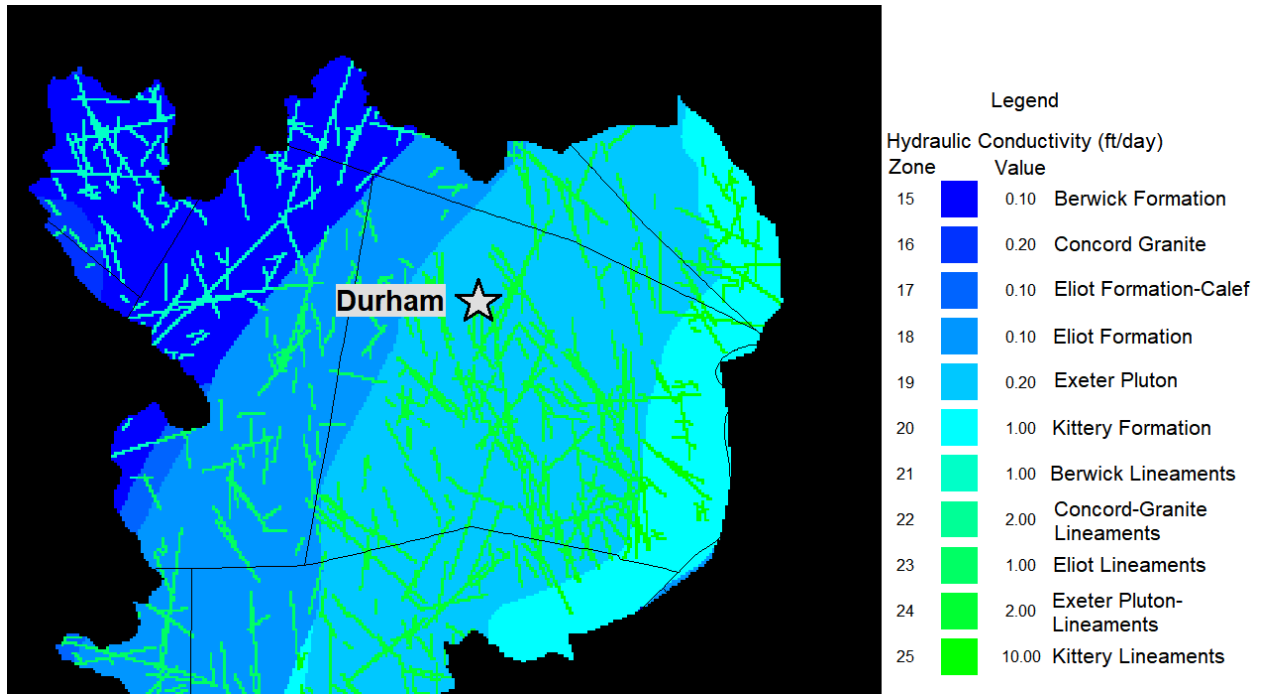 Durham
Legend
Hydraulic Conductivity (ft/day)
Zone Value
15 0.10 Berwick Formation
16 0.20 Concord Granite
17 0.10 Eliot Formation-Calef
18 0.10 Eliot Formation
19 0.20 Exeter Pluton
20 1.00 Kittery Formation
21 1.00 Berwick Lineaments
22 2.00 Concord-Granite
Lineaments
23 1.00 Eliot Lineaments
24 2.00 Exeter Pluton-
Lineaments
25 10.00 Kittery Lineaments